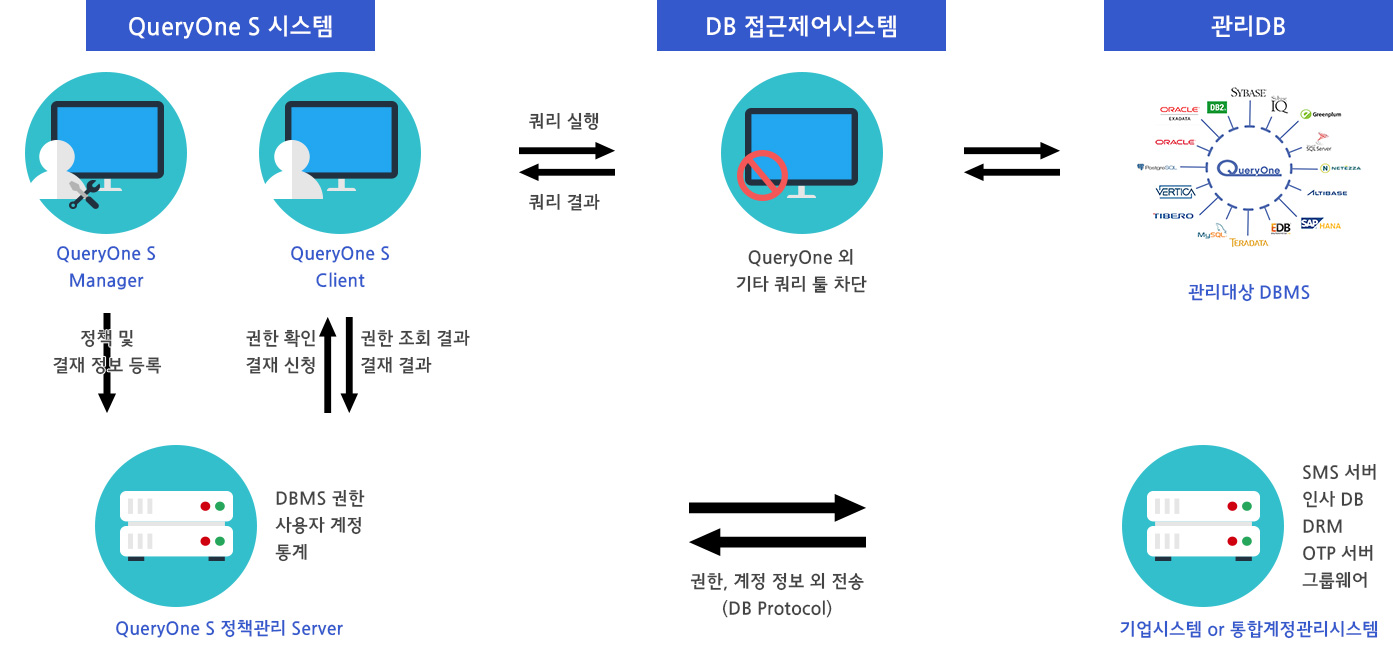 QueryOne S 시스템
DB 접근제어시스템
관리DB
QueryOne S
Manager
QueryOne S
Client
쿼리 실행
쿼리 결과
QueryOne 외
기타 쿼리 툴 차단
SYBASE
Sybase IQ
DB2.
ORACLE
EXADATA
Greenplum
ORACLE
SQL Server
PostgreSQL
QueryOne
NETEZZA
VERTICA
ALTIBASE
TIBERO
SAP HANA
MySQL
EDB
TERADATA
관리대상 DBMS
정책 및
결재 정보 등록
권한 확인
결재 신청
권한 조회 결과
결재 결과
DBMS 권한
사용자 계정
통계
QueryOne S 정책관리 Server
권한, 계정 정보 외 전송
(DB Protocol)
SMS 서버
인사 DB
DRM
OTP 서버
그룹웨어
기업시스템 or 통합계정관리시스템